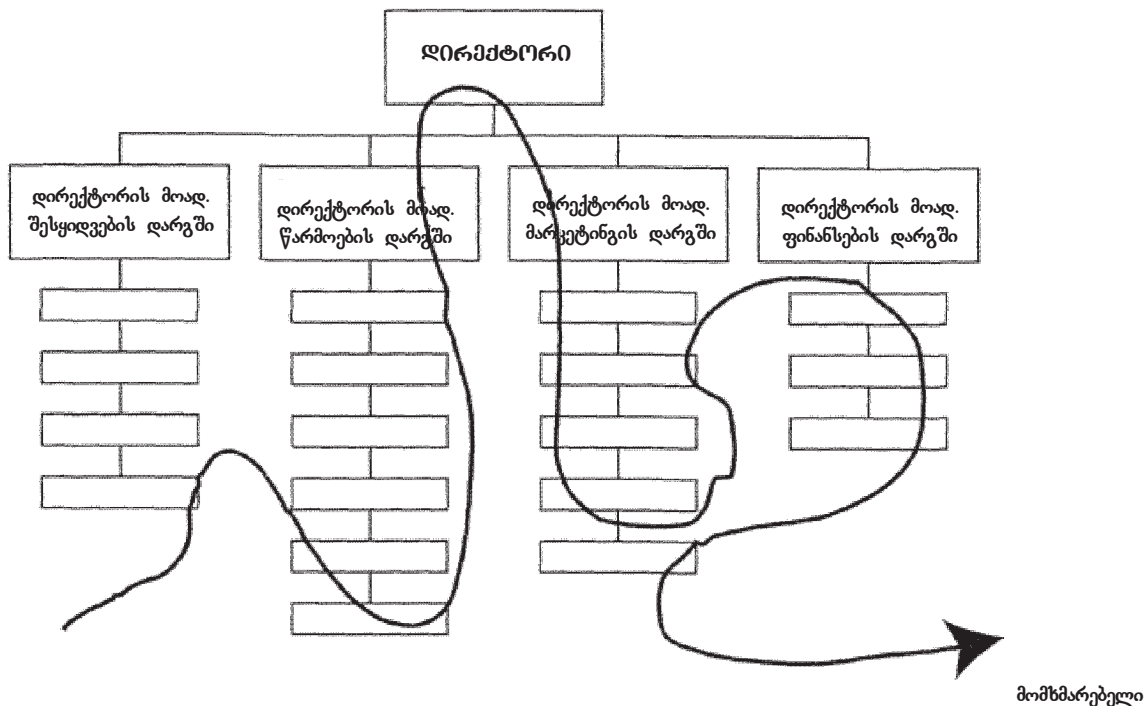 დირექტორი
დირექტორის მოად.
შესყიდვების დარგში
დირექტორის მოად.
წარმოების დარგში
დირექტორის მოად.
მარკეტინგის დარგში
დირექტორის მოად.
ფინანსების დარგში
მომხმარებელი